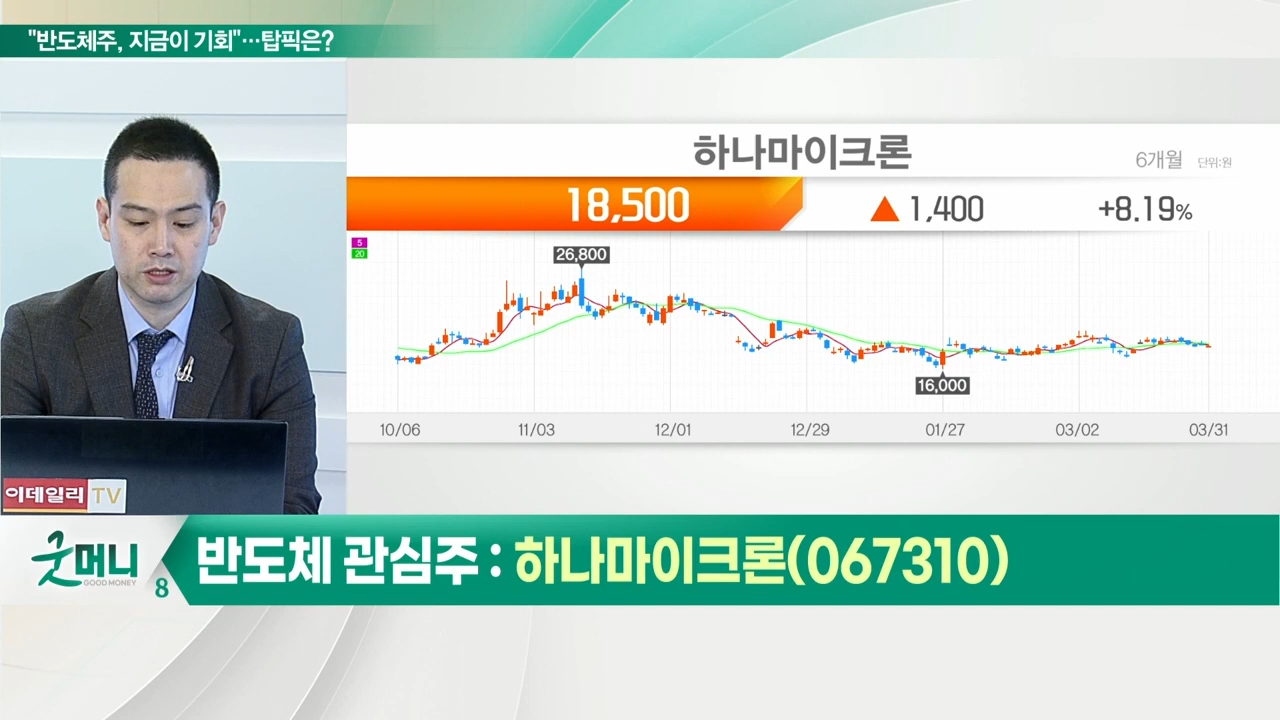 "반도체주, 지금이 기회"…탑픽은?
하나마이크론
6개월 단위:원
18,500 ▲ 1,400 +8.19%
5
20
26,800
16,000
10/06 11/03 12/01 12/29 01/27 03/02 03/31
이데일리 TV
굿머니
GOOD MONEY
8
반도체 관심주 : 하나마이크론(067310)